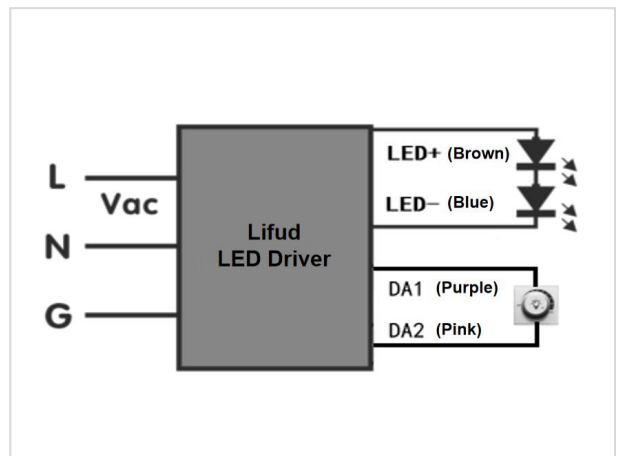 L
Vac
N
G
Lifud
LED Driver
LED+ (Brown)
LED− (Blue)
DA1 (Purple)
DA2 (Pink)